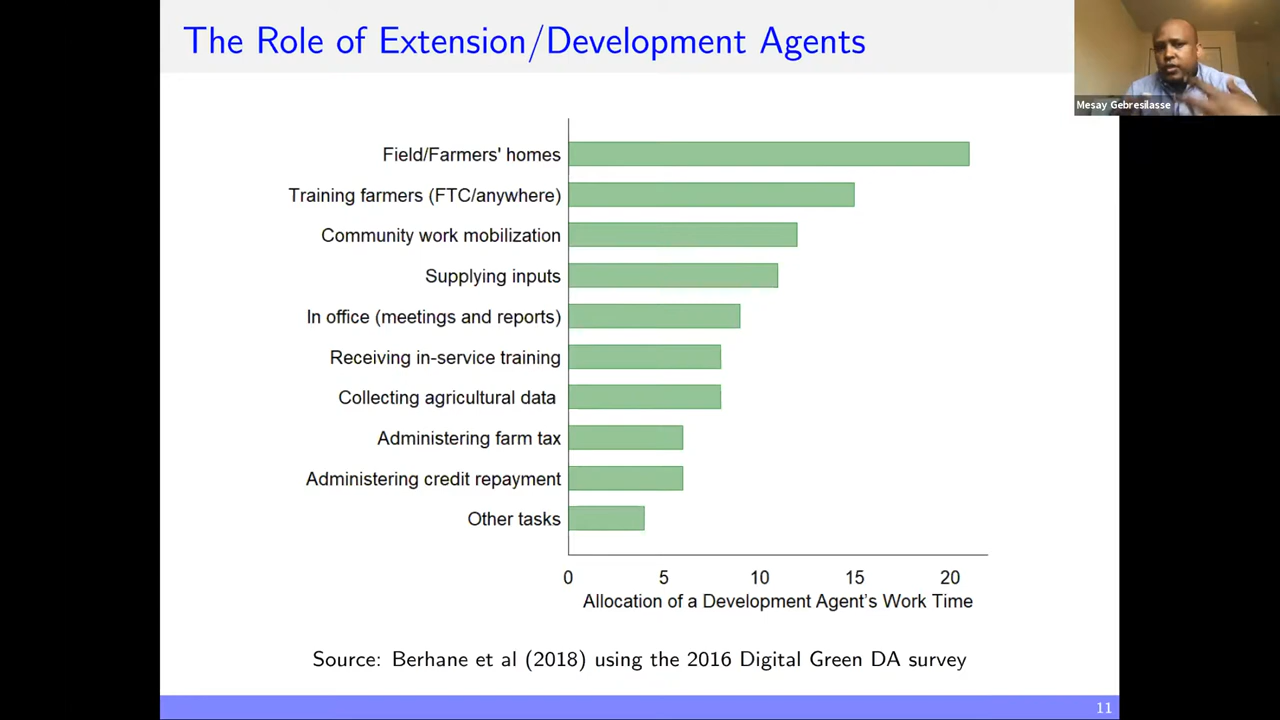 The Role of Extension/Development Agents
Mesay Gebresilasse
Field/Farmers' homes
Training farmers (FTC/anywhere)
Community work mobilization
Supplying inputs
In office (meetings and reports)
Receiving in-service training
Collecting agricultural data
Administering farm tax
Administering credit repayment
Other tasks
0 5 10 15 20
Allocation of a Development Agent's Work Time
Source: Berhane et al (2018) using the 2016 Digital Green DA survey
11